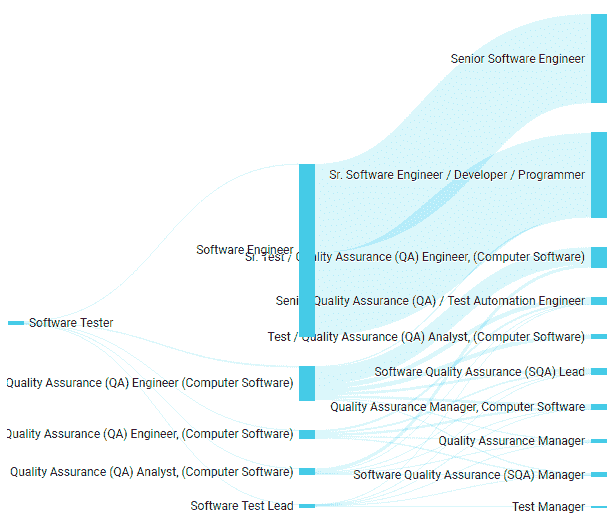 Senior Software Engineer
Sr. Software Engineer / Developer / Programmer
Software Engineer
Sr. Test / Quality Assurance (QA) Engineer, (Computer Software)
Senior Quality Assurance (QA) / Test Automation Engineer
Software Tester
Test / Quality Assurance (QA) Analyst, (Computer Software)
Software Quality Assurance (SQA) Lead
Quality Assurance (QA) Engineer (Computer Software)
Quality Assurance Manager, Computer Software
Quality Assurance (QA) Engineer, (Computer Software)
Quality Assurance Manager
Quality Assurance (QA) Analyst, (Computer Software)
Software Quality Assurance (SQA) Manager
Software Test Lead
Test Manager